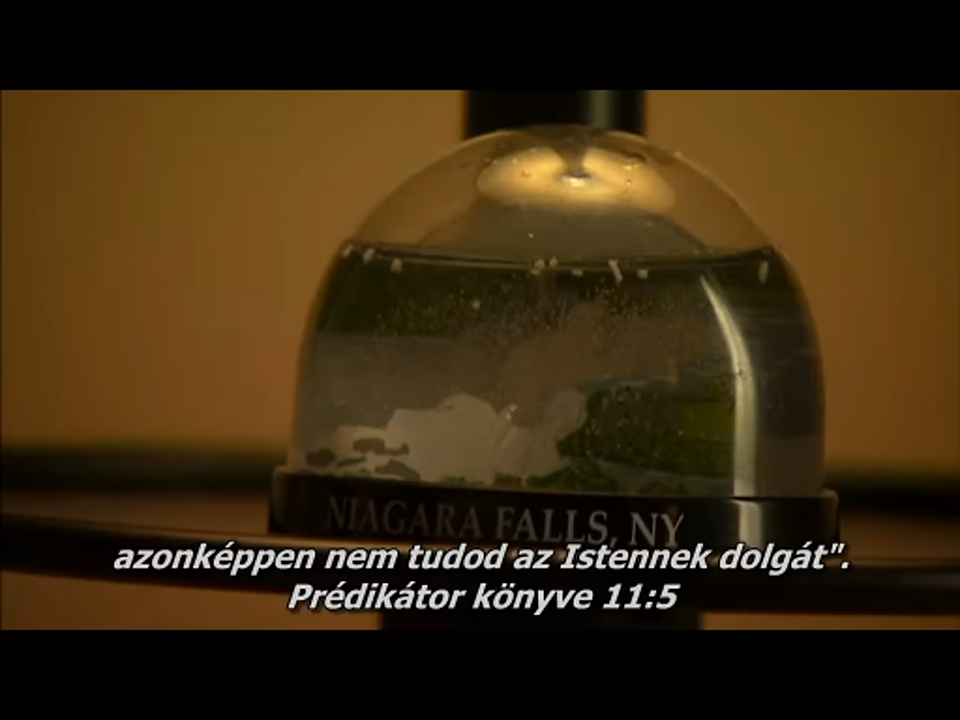 NIAGARA FALLS, NY
azonképpen nem tudod az Istennek dolgát".
Prédikátor könyve 11:5